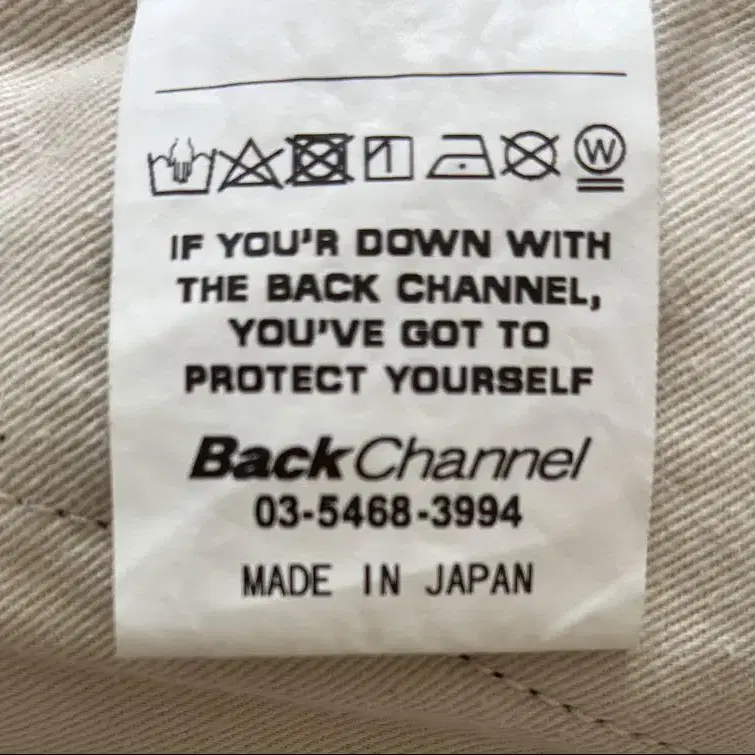 W
IF YOU'R DOWN WITH
THE BACK CHANNEL,
YOU'VE GOT TO
PROTECT YOURSELF
BackChannel
03-5468-3994
MADE IN JAPAN